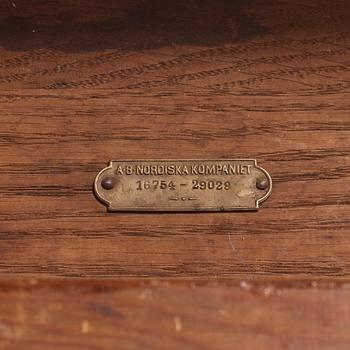 A.B. NORDISKA KOMPANIET
16754 - 29029